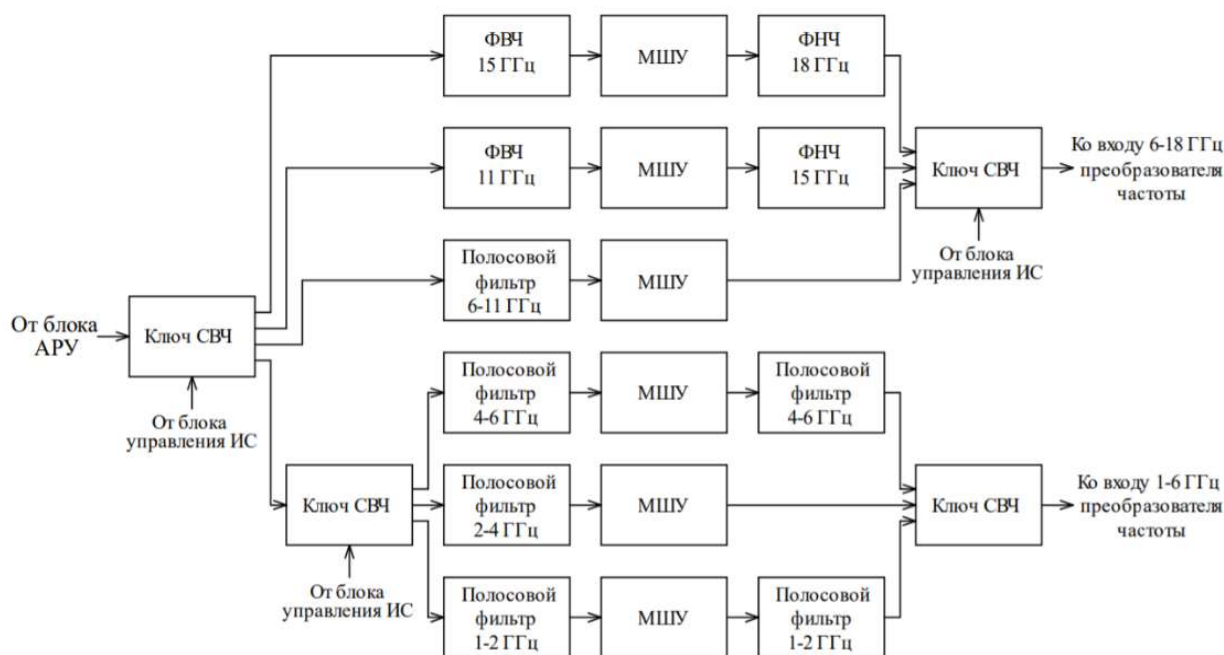 ФВЧ
15 ГГц
МШУ
ФНЧ
18 ГГц
ФВЧ
11 ГГц
МШУ
ФНЧ
15 ГГц
Ключ СВЧ
Ко входу 6-18 ГГц
преобразователя
частоты
От блока
управления ИС
Полосовой
фильтр
6-11 ГГц
МШУ
От блока
АРУ
Ключ СВЧ
От блока
управления ИС
Полосовой
фильтр
4-6 ГГц
МШУ
Полосовой
фильтр
4-6 ГГц
Ключ СВЧ
От блока
управления ИС
Полосовой
фильтр
2-4 ГГц
МШУ
Ключ СВЧ
Ко входу 1-6 ГГц
преобразователя
частоты
Полосовой
фильтр
1-2 ГГц
МШУ
Полосовой
фильтр
1-2 ГГц